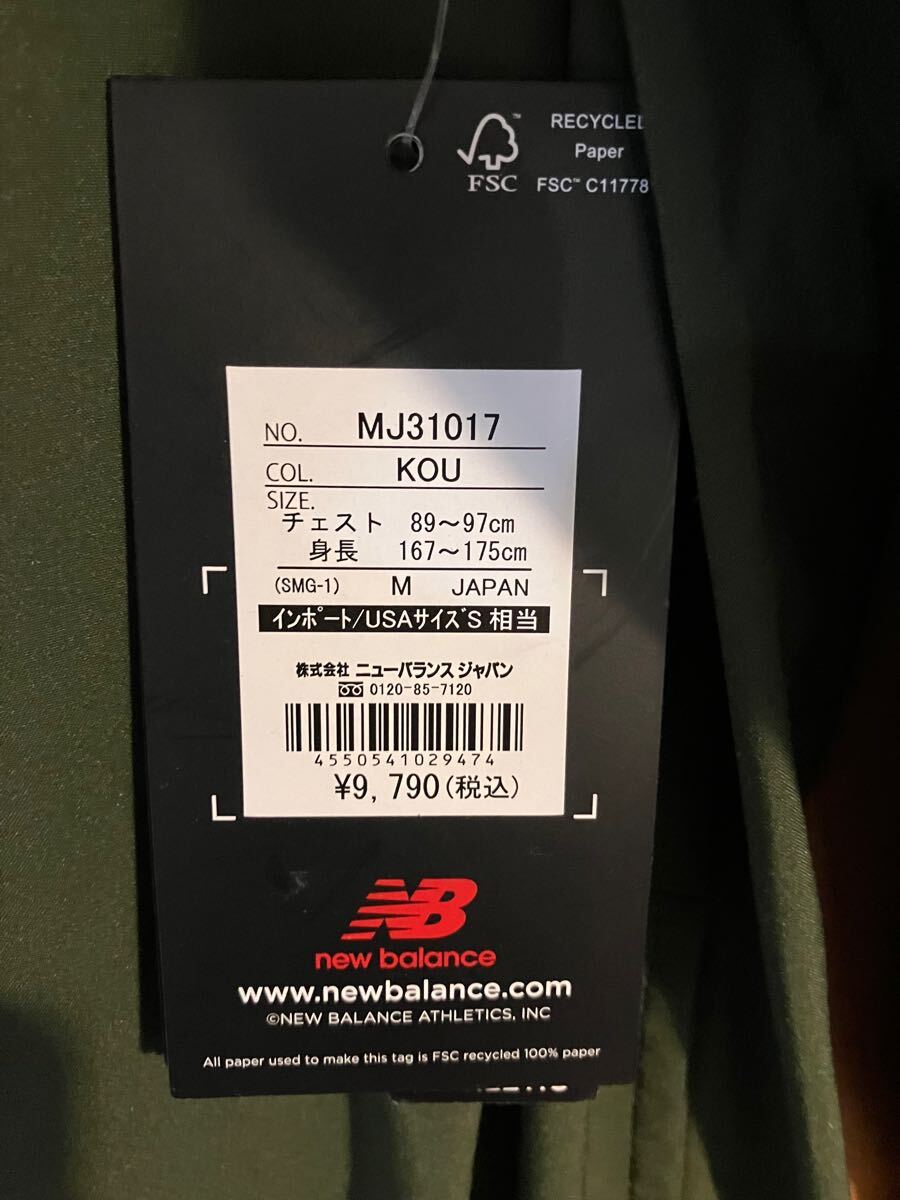 RECYCLED
Paper
FSC™ C11778
FSC
NO. MJ31017
COL. KOU
SIZE.
チェスト 89～97cm
身長 167～175cm
(SMG-1) M JAPAN
インポート/USAサイズS 相当
株式会社 ニューバランス ジャパン
0120-85-7120
4550541029474
¥9,790(税込)
NB
new balance
www.newbalance.com
©NEW BALANCE ATHLETICS, INC
All paper used to make this tag is FSC recycled 100% paper